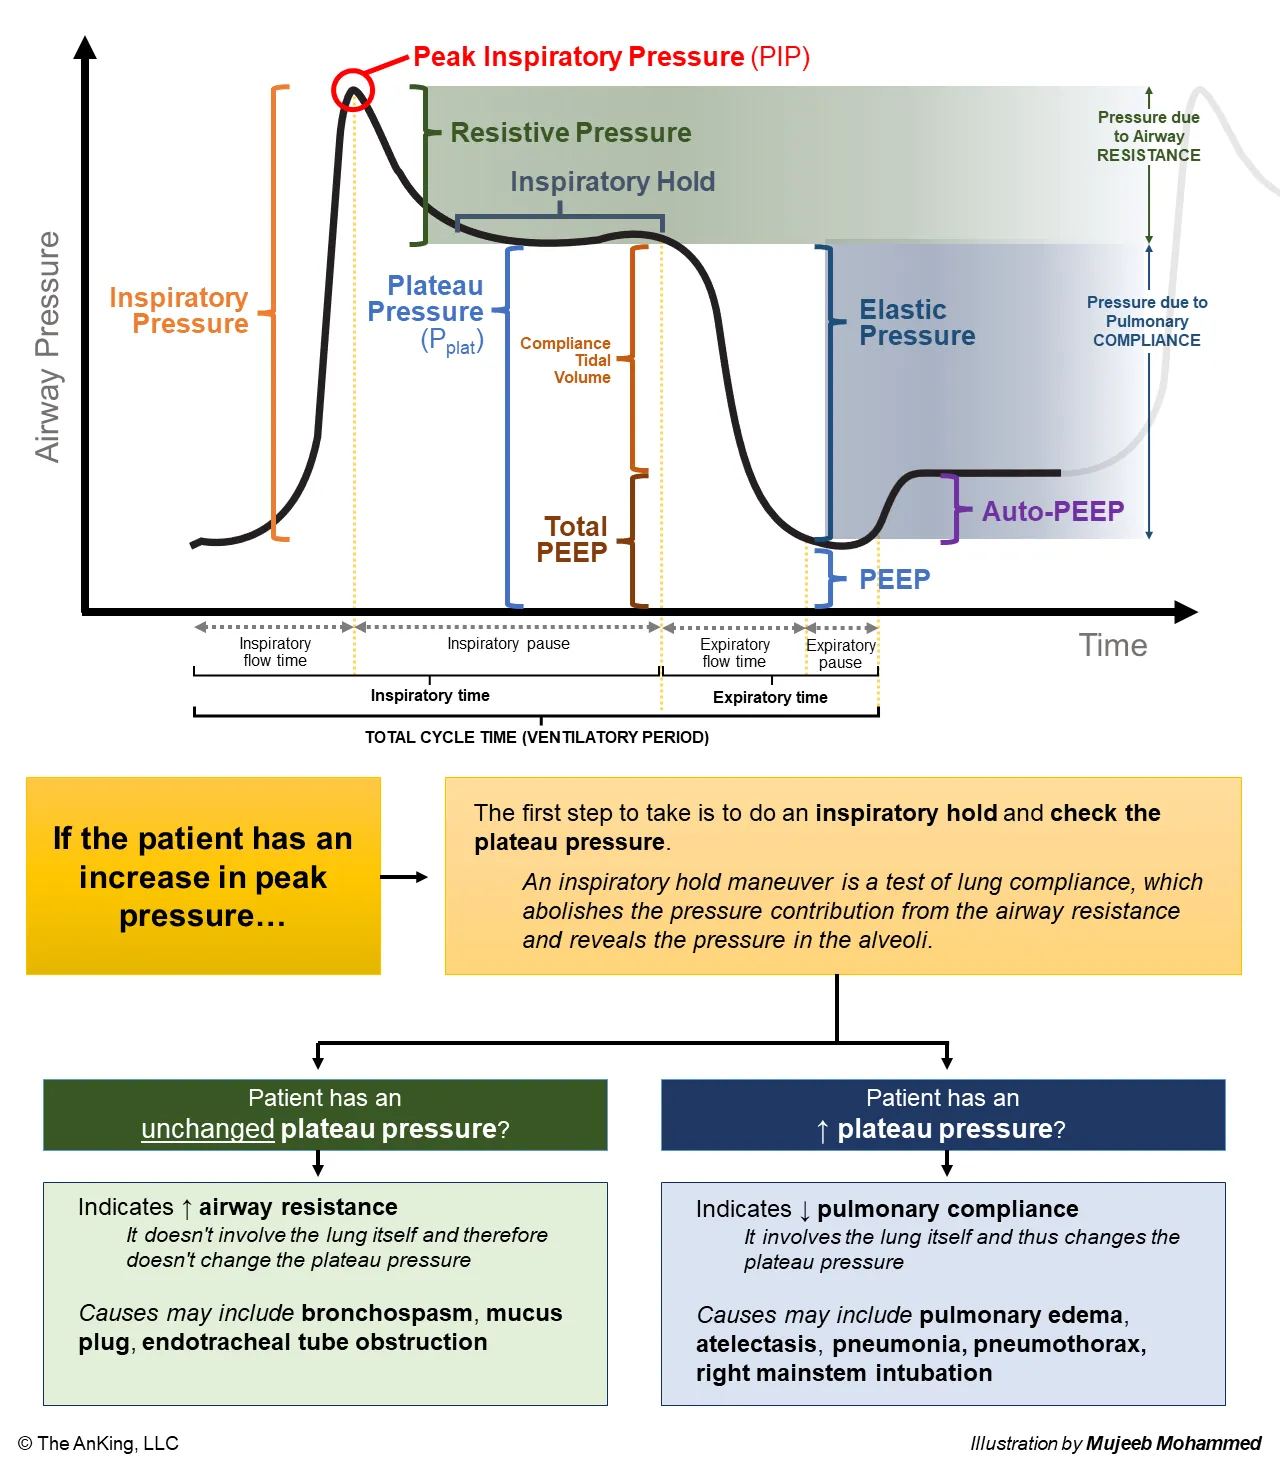 Peak Inspiratory Pressure (PIP)
Resistive Pressure
Pressure due
to Airway
RESISTANCE
Inspiratory Hold
Airway Pressure
Inspiratory
Pressure
Plateau
Pressure
(Pplat)
Compliance
Tidal
Volume
Elastic
Pressure
Pressure due to
Pulmonary
COMPLIANCE
Total
PEEP
Auto-PEEP
PEEP
Time
Inspiratory
flow time
Inspiratory pause
Expiratory
flow time
Expiratory
pause
Inspiratory time
Expiratory time
TOTAL CYCLE TIME (VENTILATORY PERIOD)
If the patient has an
increase in peak
pressure...
The first step to take is to do an inspiratory hold and check the
plateau pressure.
An inspiratory hold maneuver is a test of lung compliance, which
abolishes the pressure contribution from the airway resistance
and reveals the pressure in the alveoli.
Patient has an
unchanged plateau pressure?
Indicates ↑ airway resistance
It doesn't involve the lung itself and therefore
doesn't change the plateau pressure
Causes may include bronchospasm, mucus
plug, endotracheal tube obstruction
Patient has an
↑ plateau pressure?
Indicates ↓ pulmonary compliance
It involves the lung itself and thus changes the
plateau pressure
Causes may include pulmonary edema,
atelectasis, pneumonia, pneumothorax,
right mainstem intubation
© The AnKing, LLC
Illustration by Mujeeb Mohammed